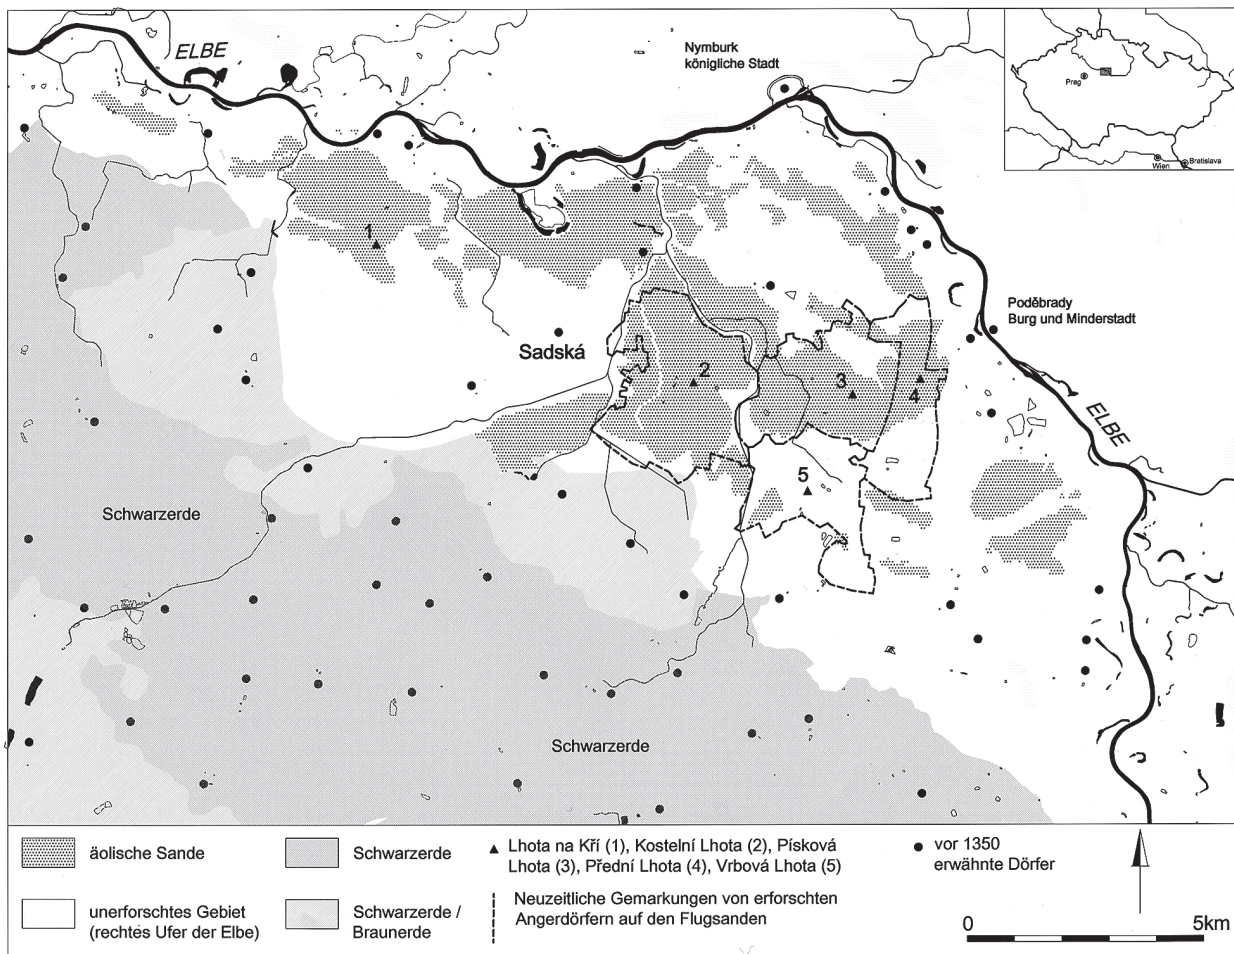 ELBE
Nymburk
königliche Stadt
Prag
Wien
Bratislava
1
Sadská
Poděbrady
Burg und Minderstadt
2
3
4
ELBE
5
Schwarzerde
Schwarzerde
äolische Sande
Schwarzerde
Lhota na Kří (1), Kostelní Lhota (2), Písková
Lhota (3), Přední Lhota (4), Vrbová Lhota (5)
vor 1350
erwähnte Dörfer
unerforschtes Gebiet
(rechtes Ufer der Elbe)
Schwarzerde /
Braunerde
Neuzeitliche Gemarkungen von erforschten
Angerdörfern auf den Flugsanden
0
5km